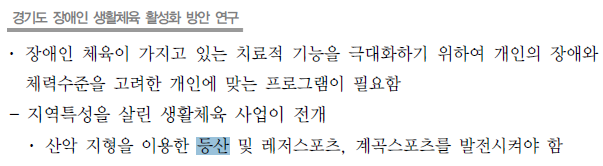 경기도 장애인 생활체육 활성화 방안 연구
· 장애인 체육이 가지고 있는 치료적 기능을 극대화하기 위하여 개인의 장애와
체력수준을 고려한 개인에 맞는 프로그램이 필요함
- 지역특성을 살린 생활체육 사업이 전개
· 산악 지형을 이용한 등산 및 레저스포츠, 계곡스포츠를 발전시켜야 함